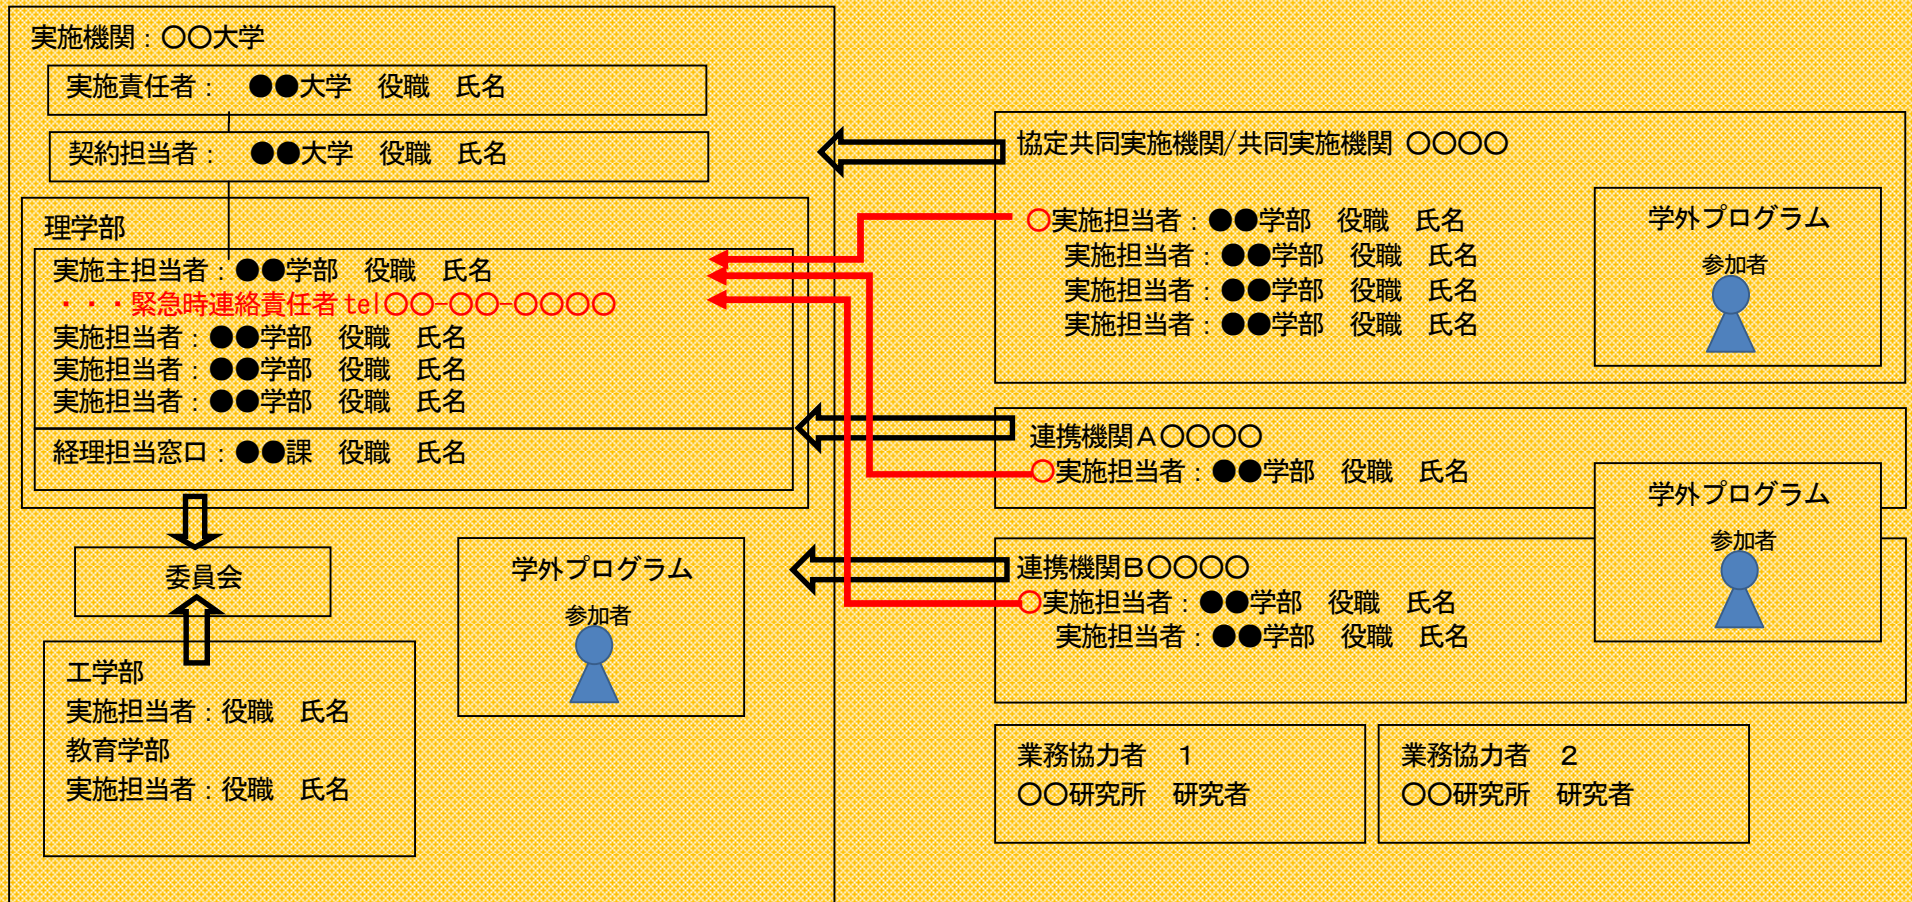 実施機関：〇〇大学
実施責任者：　●●大学　役職　氏名
契約担当者：　●●大学　役職　氏名
理学部
実施主担当者：●●学部　役職　氏名
・・・緊急時連絡責任者tel〇〇-〇〇-〇〇〇〇
実施担当者：●●学部　役職　氏名
実施担当者：●●学部　役職　氏名
実施担当者：●●学部　役職　氏名
経理担当窓口：●●課　役職　氏名
委員会
工学部
実施担当者：役職　氏名
教育学部
実施担当者：役職　氏名
学外プログラム
参加者
協定共同実施機関/共同実施機関 〇〇〇〇
〇実施担当者：●●学部　役職　氏名
実施担当者：●●学部　役職　氏名
実施担当者：●●学部　役職　氏名
実施担当者：●●学部　役職　氏名
学外プログラム
参加者
連携機関Ａ〇〇〇〇
〇実施担当者：●●学部　役職　氏名
学外プログラム
参加者
連携機関Ｂ〇〇〇〇
〇実施担当者：●●学部　役職　氏名
実施担当者：●●学部　役職　氏名
業務協力者　１
〇〇研究所　研究者
業務協力者　２
〇〇研究所　研究者